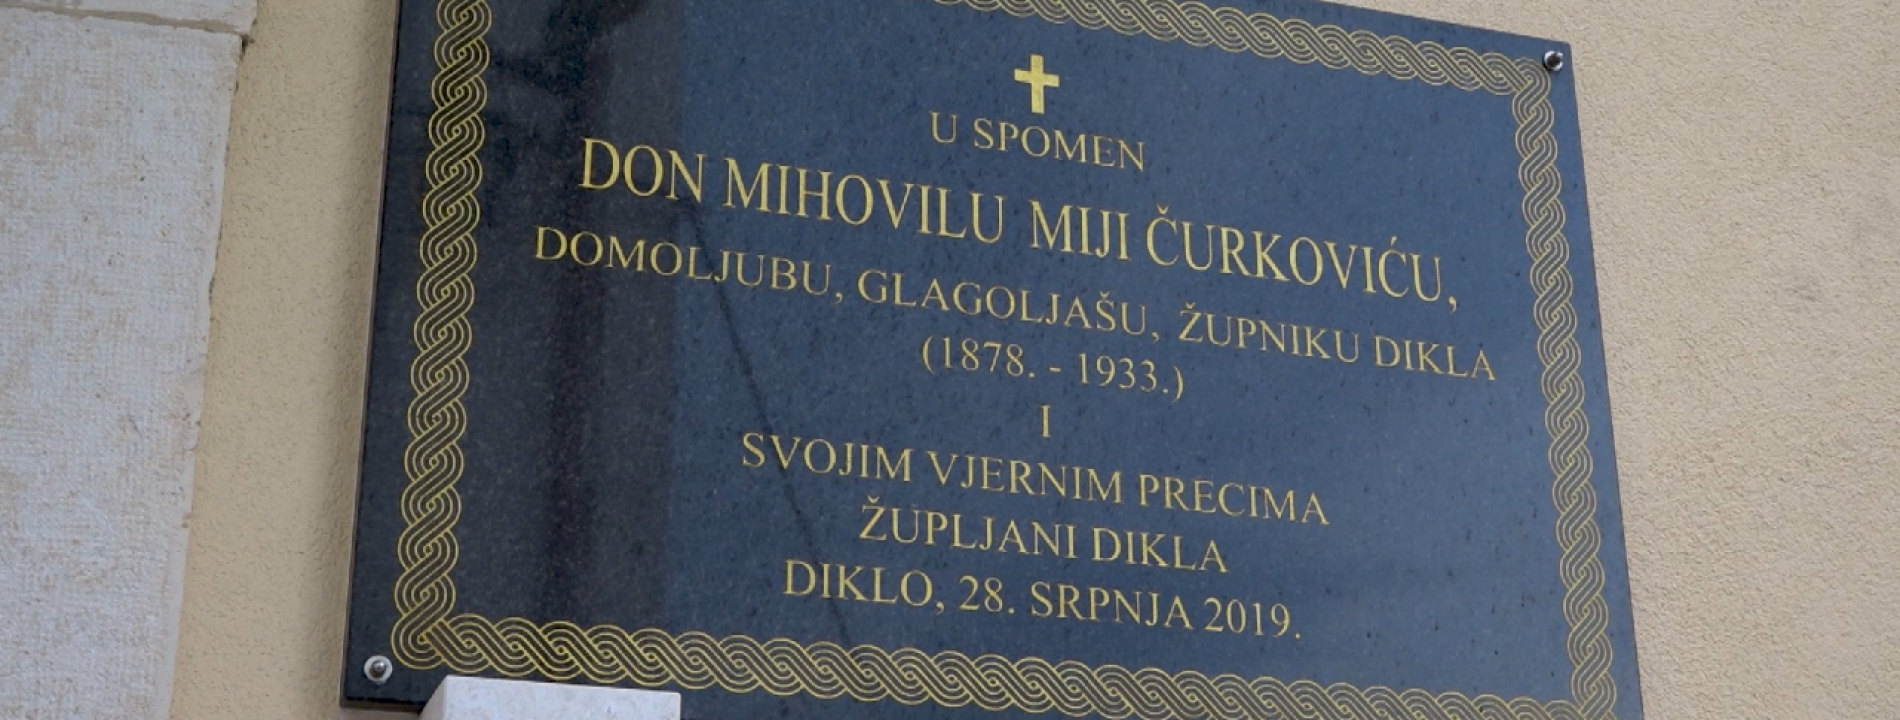 U SPOMEN
DON MIHOVILU MIJI ČURKOVIĆU,
DOMOLJUBU, GLAGOLJAŠU, ŽUPNIKU DIKLA
(1878. - 1933.)
I
SVOJIM VJERNIM PRECIMA
ŽUPLJANI DIKLA
DIKLO, 28. SRPNJA 2019.